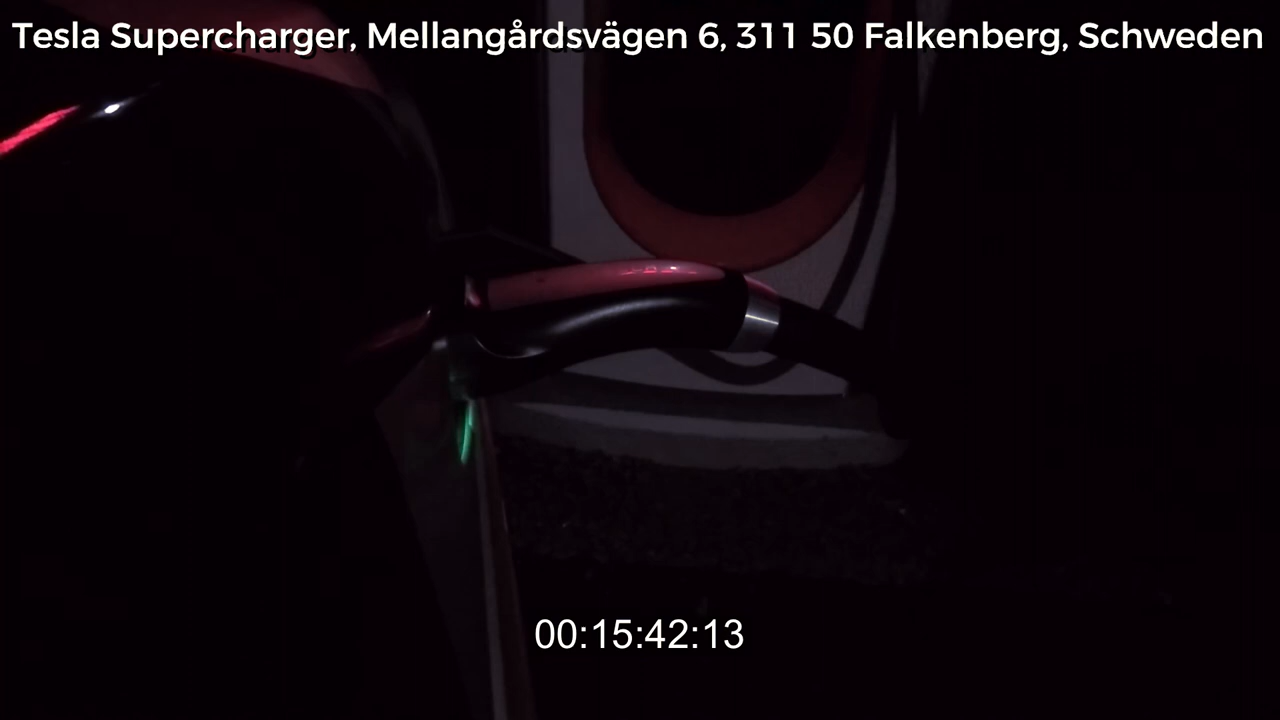 Tesla Supercharger, Mellangårdsvägen 6, 311 50 Falkenberg, Schweden
00:15:42:13